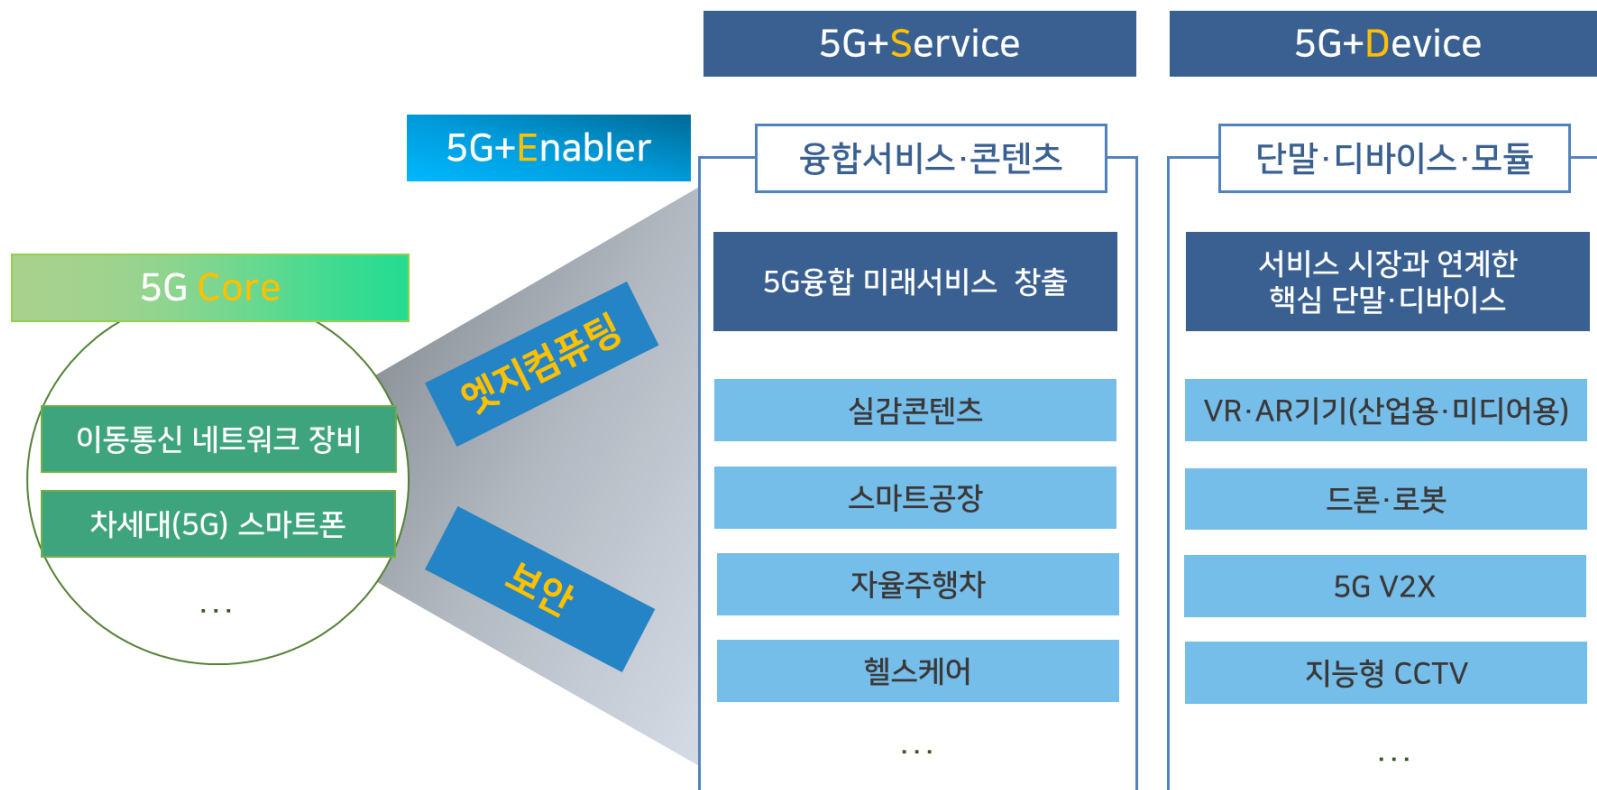 5G Core
이동통신 네트워크 장비
차세대(5G) 스마트폰
...
5G+Enabler
엣지컴퓨팅
보안
5G+Service
융합서비스·콘텐츠
5G융합 미래서비스 창출
실감콘텐츠
스마트공장
자율주행차
헬스케어
...
5G+Device
단말·디바이스·모듈
서비스 시장과 연계한
핵심 단말·디바이스
VR·AR기기(산업용·미디어용)
드론·로봇
5G V2X
지능형 CCTV
...